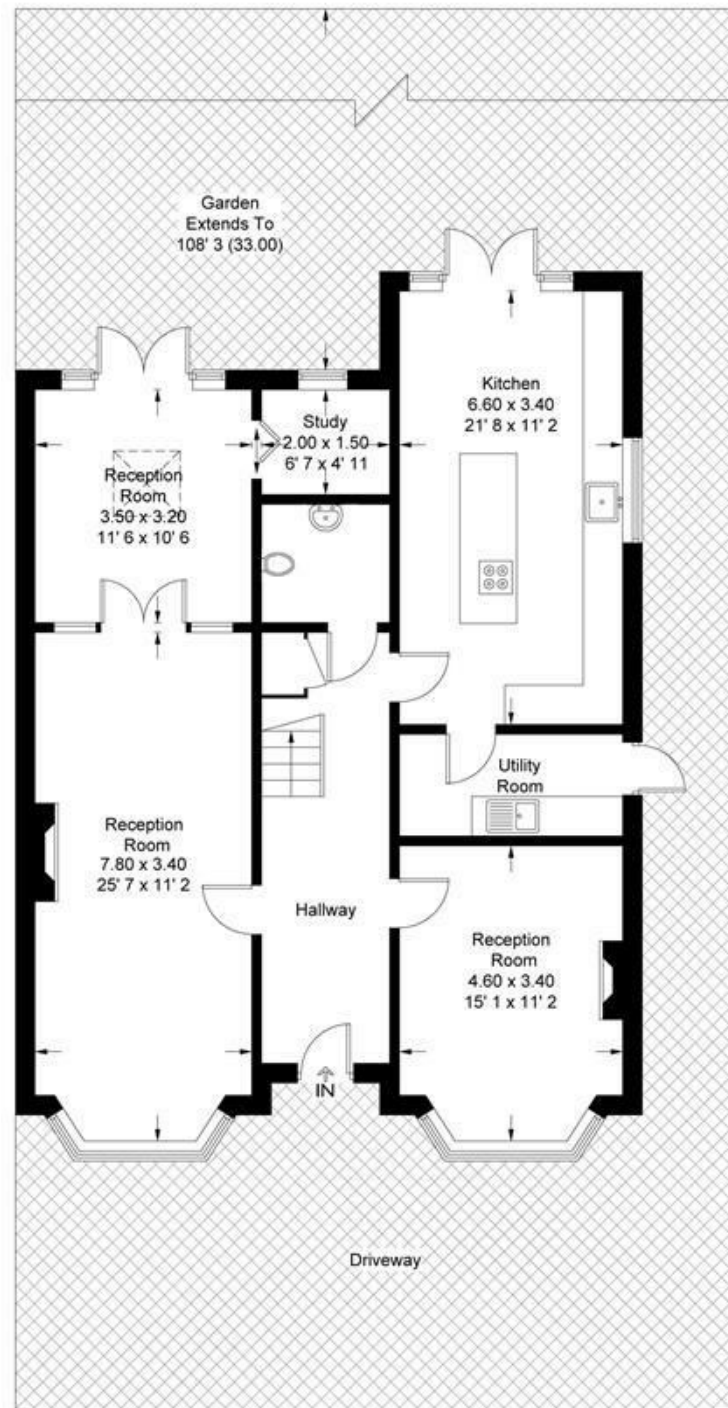 Garden
Extends To
108' 3 (33.00)
Kitchen
6.60 x 3.40
21' 8 x 11' 2
Study
2.00 x 1.50
6' 7 x 4' 11
Reception
Room
3.50 x 3.20
11' 6 x 10' 6
Utility
Room
Reception
Room
7.80 x 3.40
25' 7 x 11' 2
Hallway
Reception
Room
4.60 x 3.40
15' 1 x 11' 2
IN
Driveway